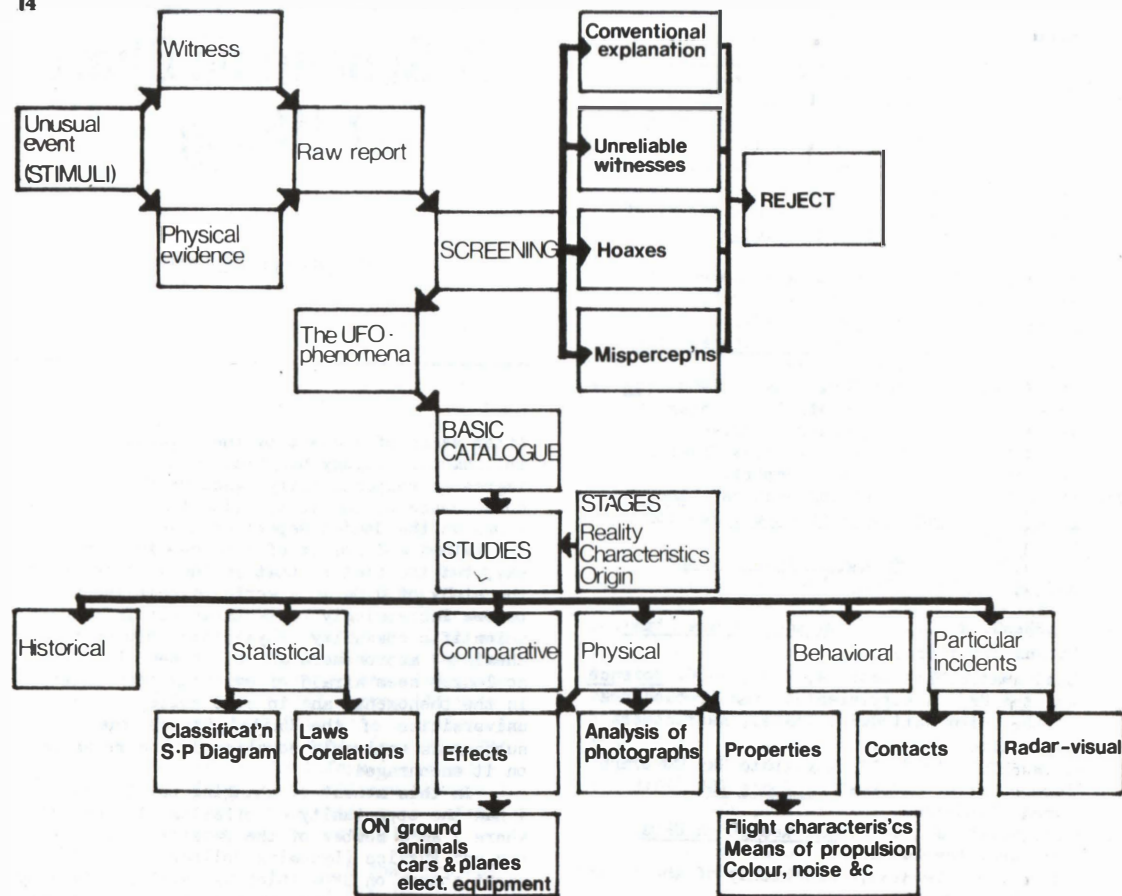 14
Witness
Unusual
event
(STIMULI)
Raw report
Physical
evidence
SCREENING
Conventional
explanation
Unreliable
witnesses
Hoaxes
Mispercep'ns
REJECT
The UFO-
phenomena
BASIC
CATALOGUE
STUDIES
STAGES
Reality
Characteristics
Origin
Historical
Statistical
Comparative
Physical
Behavioral
Particular
incidents
Classificat'n
S-P Diagram
Laws
Corelations
Effects
Analysis of
photographs
Properties
Contacts
Radar-visual
ON ground
animals
cars & planes
elect. equipment
Flight characteris'cs
Means of propulsion
Colour, noise &c